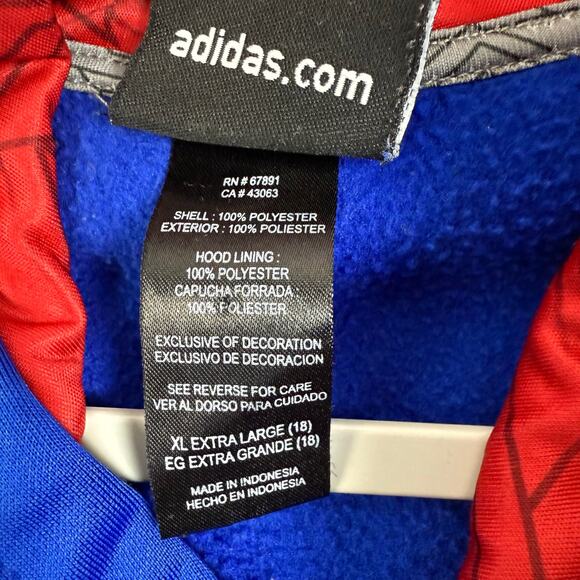 adidas.com
RN # 67891
CA # 43063
SHELL : 100% POLYESTER
EXTERIOR : 100% POLIESTER
HOOD LINING :
100% POLYESTER
CAPUCHA FORRADA :
100% POLIESTER
EXCLUSIVE OF DECORATION
EXCLUSIVO DE DECORACION
SEE REVERSE FOR CARE
VER AL DORSO PARA CUIDADO
XL EXTRA LARGE (18)
EG EXTRA GRANDE (18)
MADE IN INDONESIA
HECHO EN INDONESIA